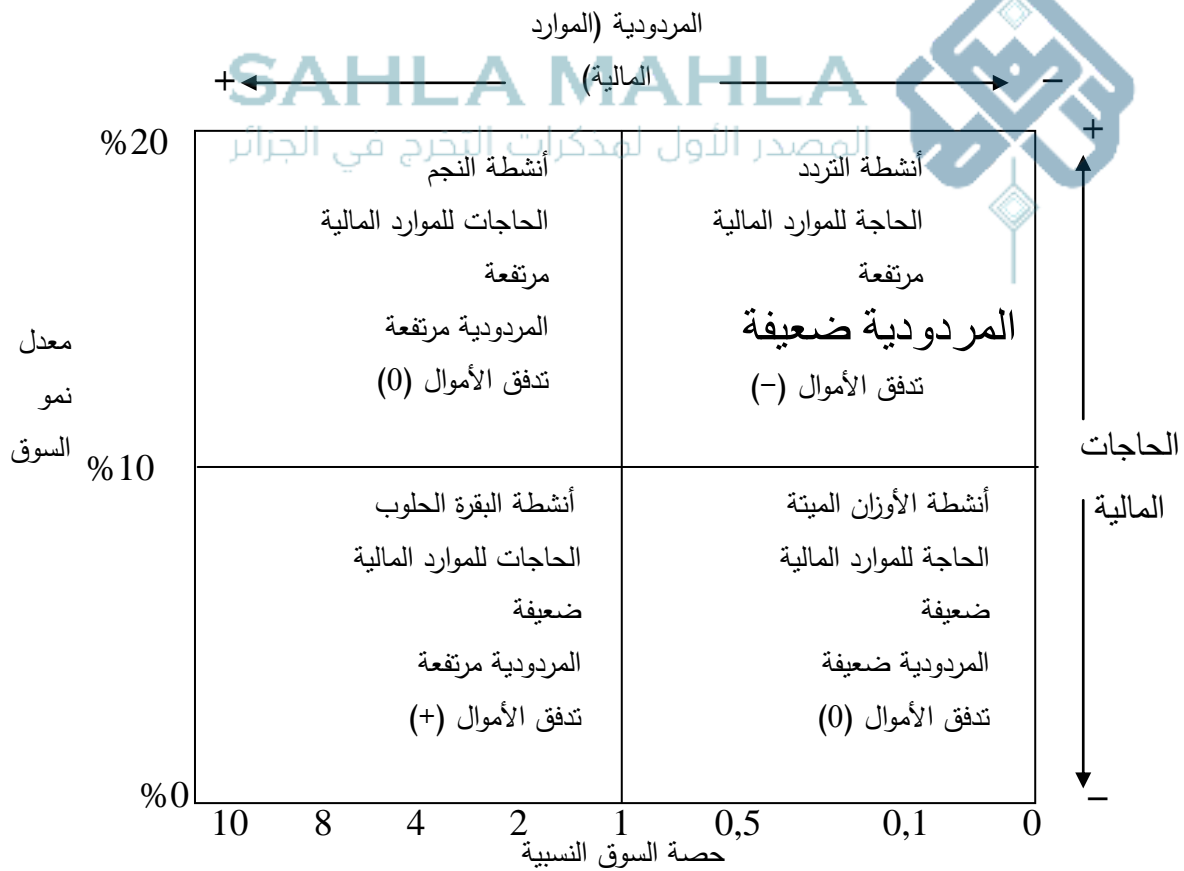 المردودية (الموارد
المالية)
+ −
SAHLA MAHLA
المصدر الأول لمذكرات التخرج في الجزائر
+
%20
أنشطة التردد
الحاجة للموارد المالية
مرتفعة
المردودية ضعيفة
تدفق الأموال (−)
أنشطة النجم
الحاجات للموارد المالية
مرتفعة
المردودية مرتفعة
تدفق الأموال (0)
معدل
نمو
السوق
%10
الحاجات
المالية
أنشطة الأوزان الميتة
الحاجة للموارد المالية
ضعيفة
المردودية ضعيفة
تدفق الأموال (0)
أنشطة البقرة الحلوب
الحاجات للموارد المالية
ضعيفة
المردودية مرتفعة
تدفق الأموال (+)
−
%0
10 8 4 2 1 0,5 0,1 0
حصة السوق النسبية